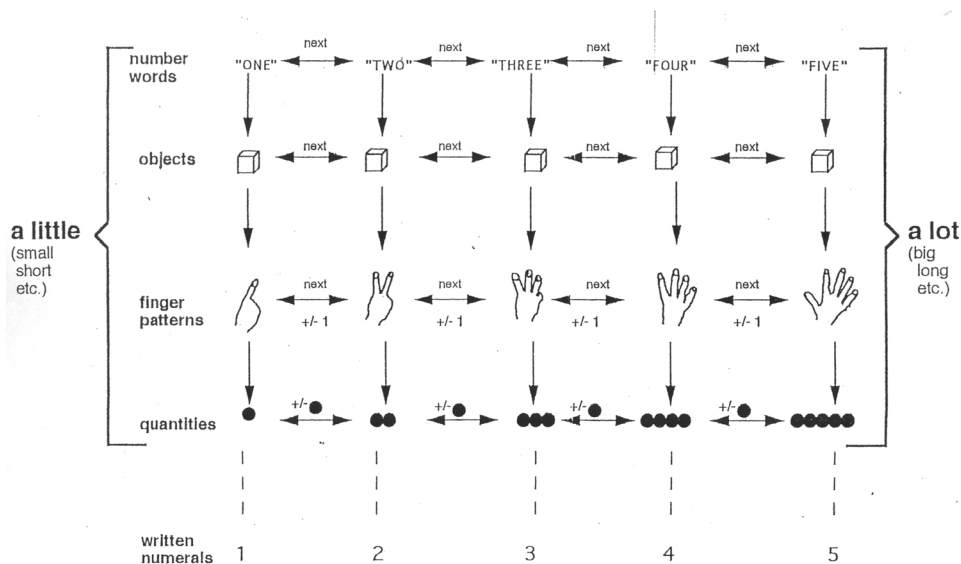 number words
"ONE" next "TWO" next "THREE" next "FOUR" next "FIVE"
objects next next next next
a little
(small
short
etc.)
a lot
(big
long
etc.)
finger patterns next next next next
+/- 1 +/- 1 +/- 1 +/- 1
quantities +/- +/- +/- +/-
written numerals 1 2 3 4 5